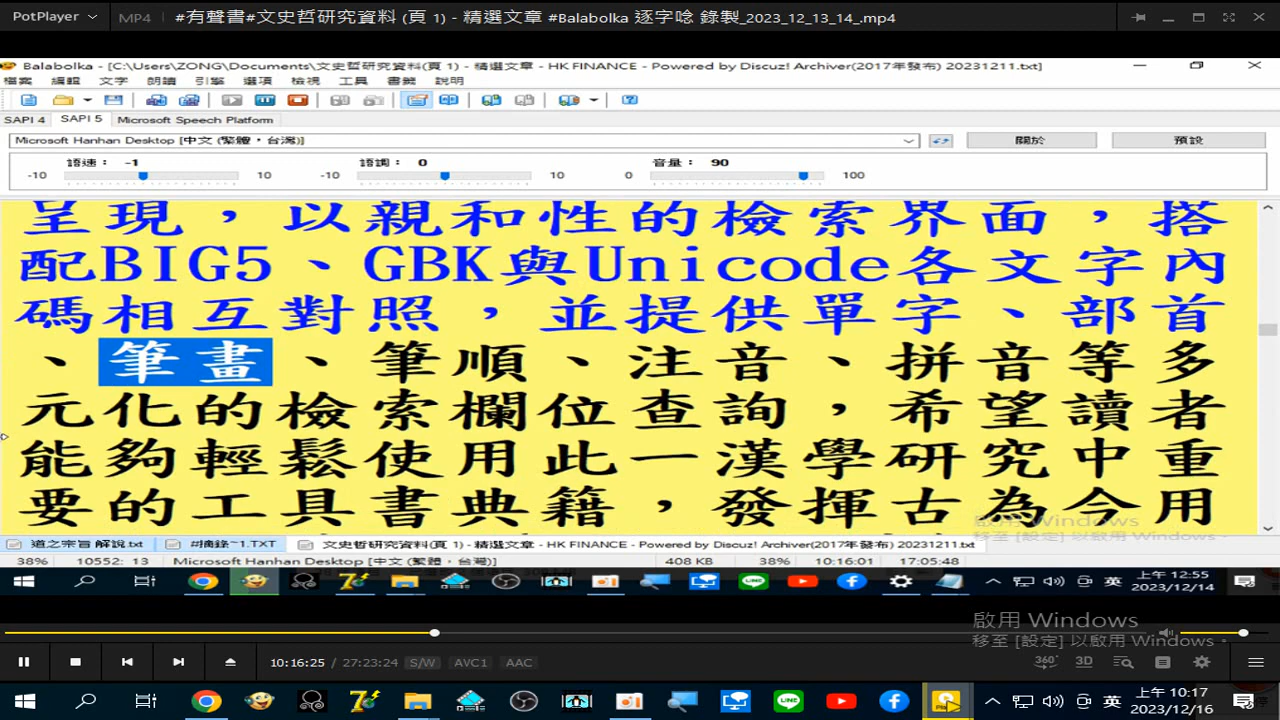 PotPlayer MP4 #有聲書#文史哲研究資料 (頁 1) - 精選文章 #Balabolka 逐字唸 錄製_2023_12_13_14_.mp4
Balabolka - [C:\Users\ZONG\Documents\文史哲研究資料(頁 1) - 精選文章 - HK FINANCE - Powered by Discuz! Archiver(2017年發布) 20231211.txt]
檔案 編輯 文字 朗讀 引擎 選項 檢視 工具 書籤 說明
SAPI 4 SAPI 5 Microsoft Speech Platform
Microsoft Hanhan Desktop [中文 (繁體，台灣)] 關於 預設
語速： -1 語調： 0 音量： 90
-10 10 -10 10 0 100
呈現，以親和性的檢索界面，搭
配BIG5、GBK與Unicode各文字內
碼相互對照，並提供單字、部首
、筆畫、筆順、注音、拼音等多
元化的檢索欄位查詢，希望讀者
能夠輕鬆使用此一漢學研究中重
要的工具書典籍，發揮古為今用
啟用 Windows
移至 [設定] 以啟用 Windows。
道之宗旨 解說.txt #摘錄~1.TXT 文史哲研究資料(頁 1) - 精選文章 - HK FINANCE - Powered by Discuz! Archiver(2017年發布) 20231211.txt
38% 10552: 13 Microsoft Hanhan Desktop [中文 (繁體，台灣)] 408 KB 38% 10:16:01 17:05:48
英 上午 12:55
2023/12/14
啟用 Windows
移至 [設定] 以啟用 Windows。
10:16:25 / 27:23:24 S/W AVC1 AAC 360° 3D
英 上午 10:17
2023/12/16